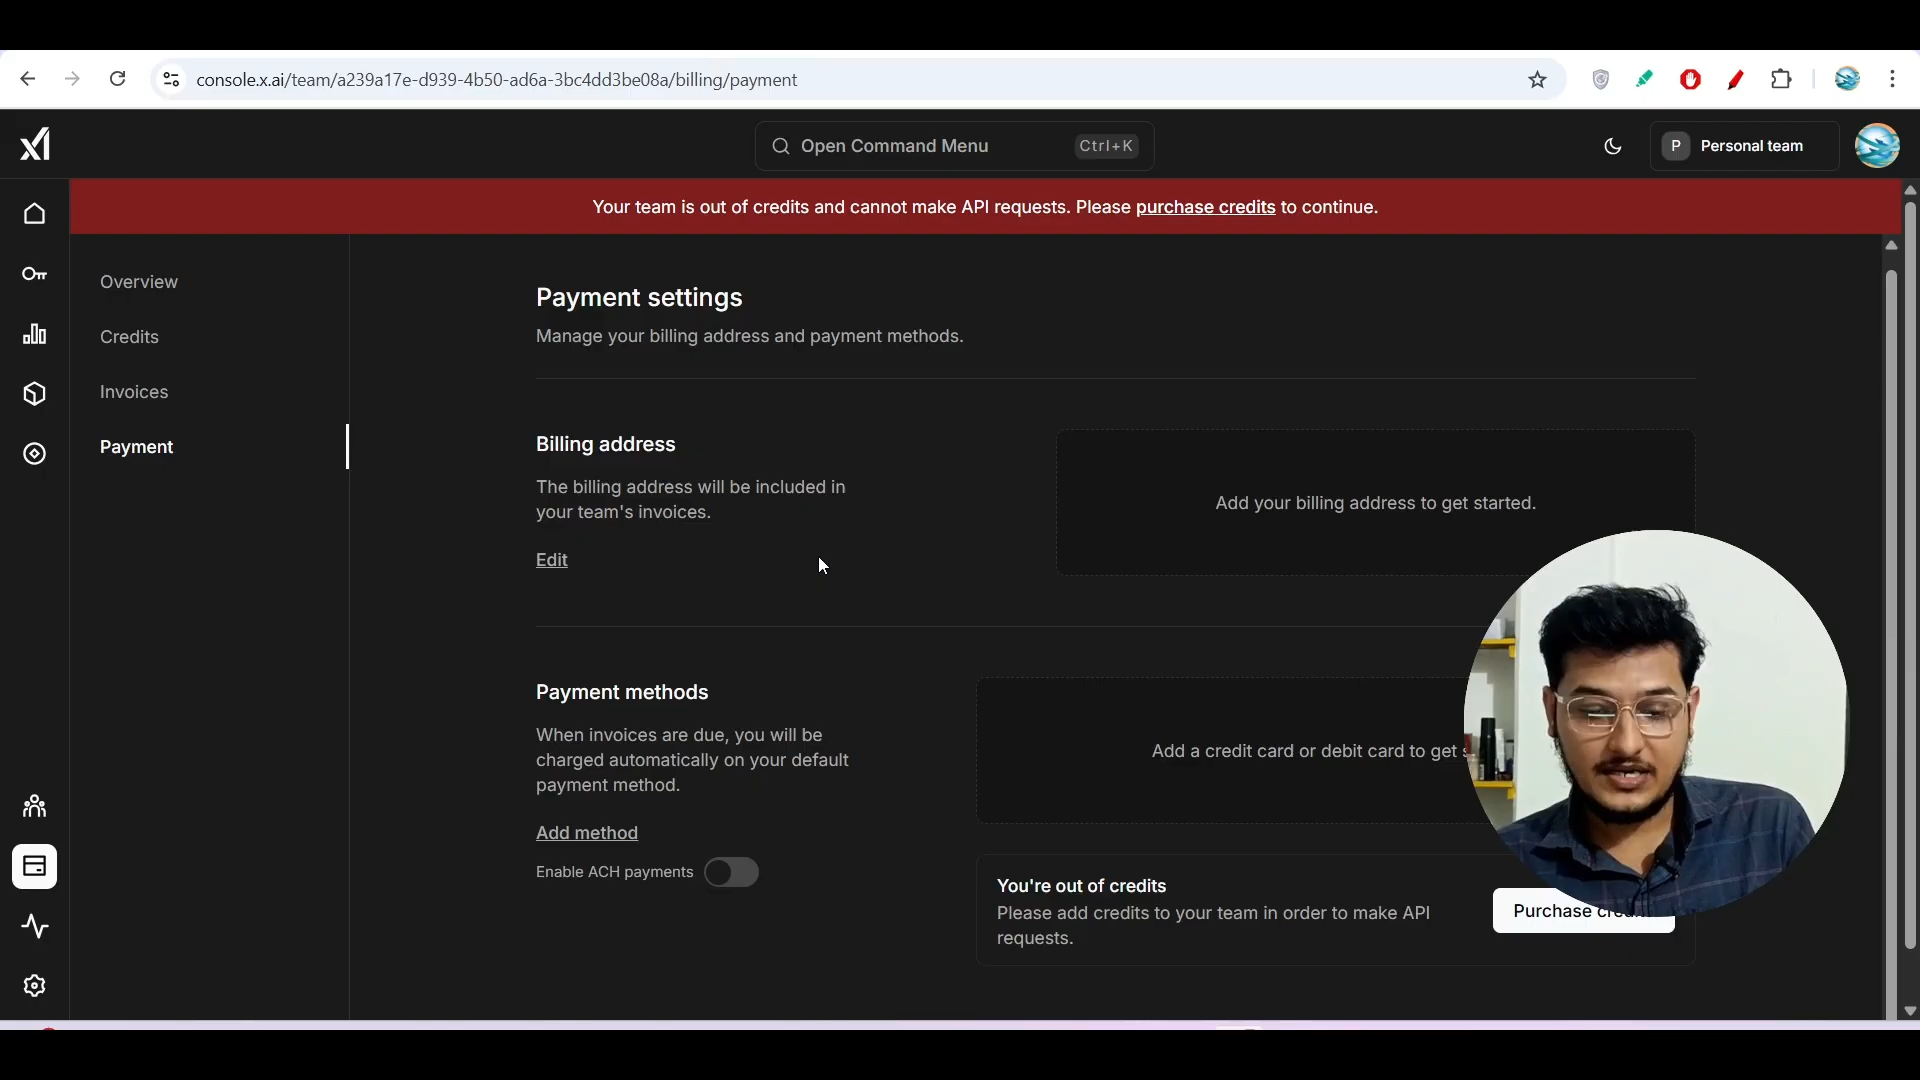 console.x.ai/team/a239a17e-d939-4b50-ad6a-3bc4dd3be08a/billing/payment
Open Command Menu
Ctrl+K
P
Personal team
Your team is out of credits and cannot make API requests. Please purchase credits to continue.
Overview
Credits
Invoices
Payment
Payment settings
Manage your billing address and payment methods.
Billing address
The billing address will be included in
your team's invoices.
Edit
Add your billing address to get started.
Payment methods
When invoices are due, you will be
charged automatically on your default
payment method.
Add method
Enable ACH payments
Add a credit card or debit card to get
You're out of credits
Please add credits to your team in order to make API
requests.
Purchase